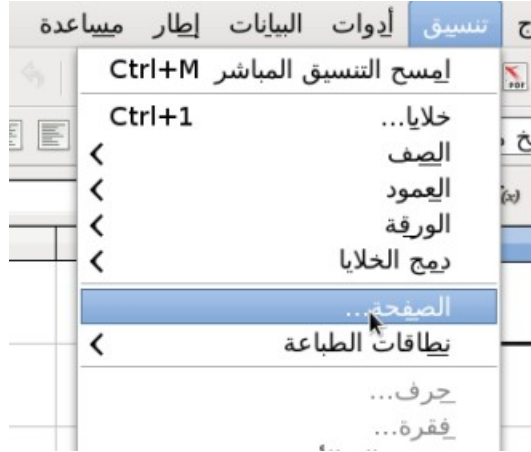 تنسيق أدوات البيانات إطار مساعدة
امسح التنسيق المباشر Ctrl+M
خلايا... Ctrl+1
الصف
العمود
الورقة
دمج الخلايا
الصفحة...
نطاقات الطباعة
حرف...
فقرة...